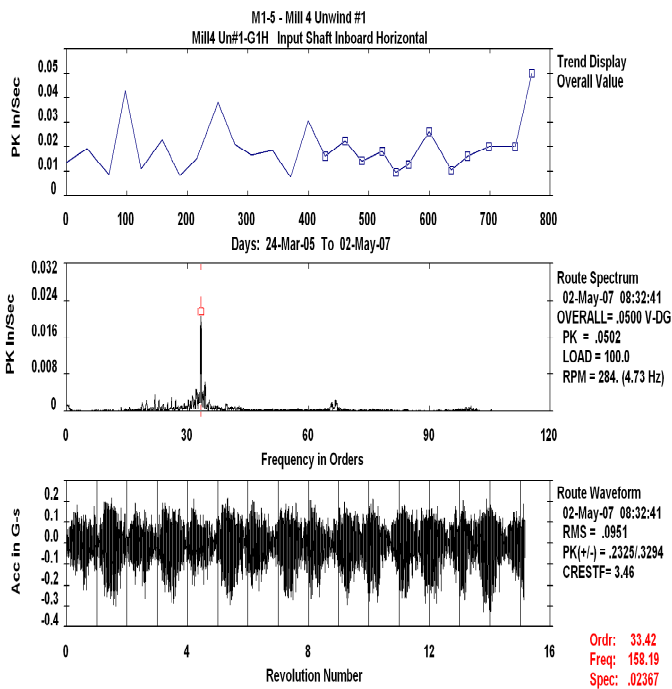 M1-5 - Mill 4 Unwind #1
Mill4 Un#1-G1H Input Shaft Inboard Horizontal
PK In/Sec
0.05
0.04
0.03
0.02
0.01
0
0 100 200 300 400 500 600 700 800
Days: 24-Mar-05 To 02-May-07
Trend Display
Overall Value
PK In/Sec
0.032
0.024
0.016
0.008
0
0 30 60 90 120
Frequency in Orders
Route Spectrum
02-May-07 08:32:41
OVERALL= .0500 V-DG
PK = .0502
LOAD = 100.0
RPM = 284. (4.73 Hz)
Acc in G-s
0.2
0.1
0.0
-0.1
-0.2
-0.3
-0.4
0 4 8 12 16
Revolution Number
Route Waveform
02-May-07 08:32:41
RMS = .0951
PK(+/-) = .2325/.3294
CRESTF= 3.46
Ordr: 33.42
Freq: 158.19
Spec: .02367